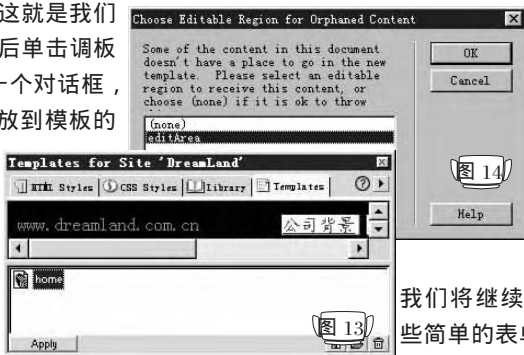 这就是我们
后单击调板
一个对话框，
放到模板的
Choose Editable Region for Orphaned Content
Some of the content in this document
doesn't have a place to go in the new
template. Please select an editable
region to receive this content, or
choose (none) if it is ok to throw
(none)
editArea
OK
Cancel
图 14
Help
Templates for Site 'DreamLand'
HTML Styles
CSS Styles
Library
Templates
www.dreamland.com.cn
公司背景
home
图 13
Apply
我们将继续
些简单的表单